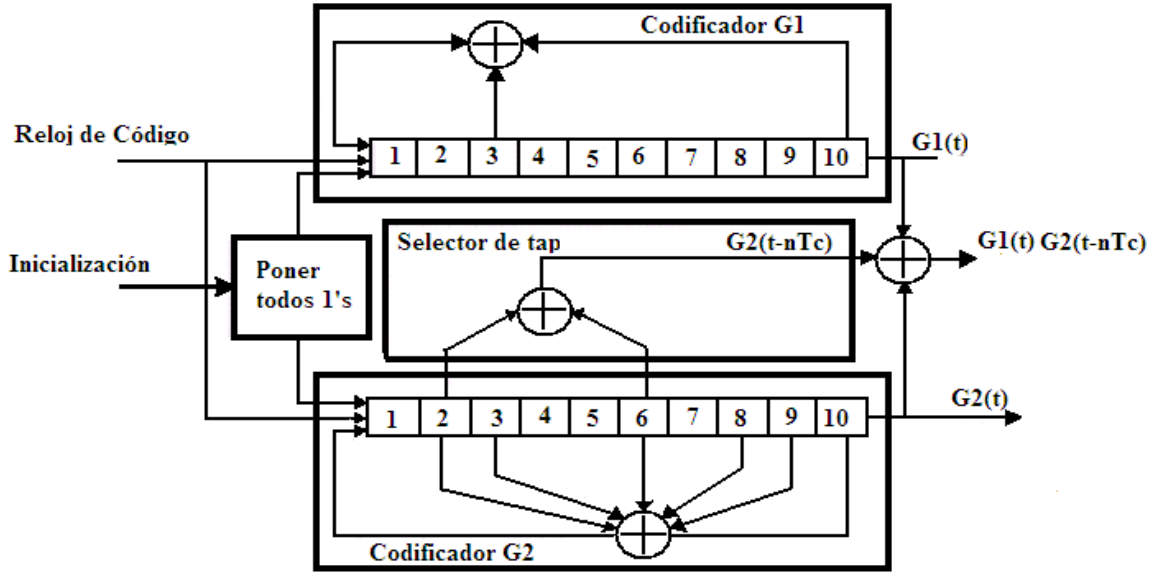 Codificador G1
Reloj de Código
1 2 3 4 5 6 7 8 9 10
G1(t)
Selector de tap
G2(t-nTc)
G1(t) G2(t-nTc)
Inicialización
Poner
todos 1's
1 2 3 4 5 6 7 8 9 10
G2(t)
Codificador G2